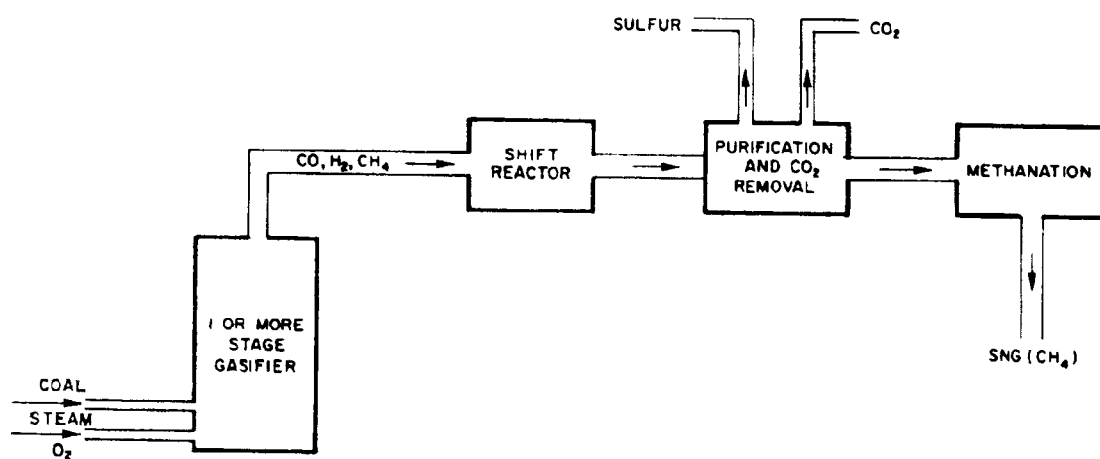 COAL
STEAM
O₂
1 OR MORE
STAGE
GASIFIER
CO, H₂, CH₄
SHIFT
REACTOR
SULFUR
CO₂
PURIFICATION
AND CO₂
REMOVAL
METHANATION
SNG (CH₄)